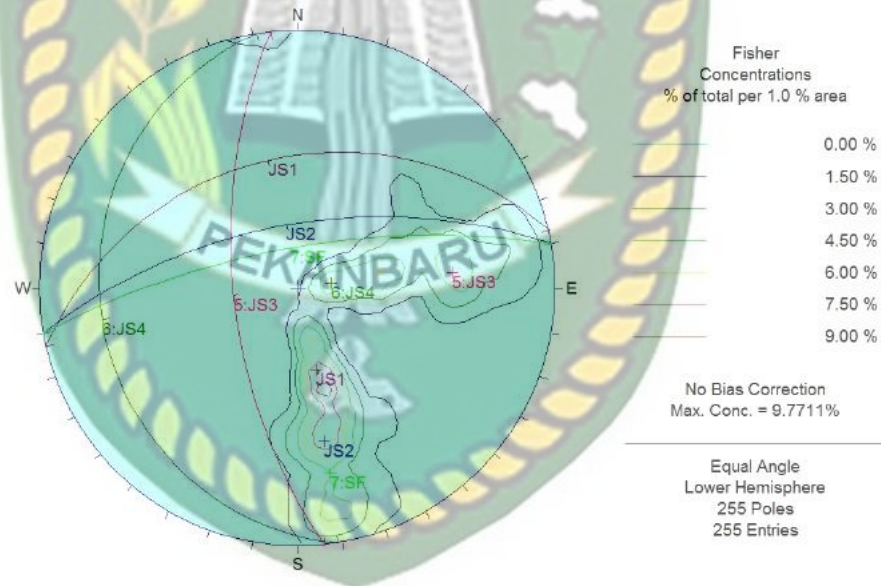 N
Fisher
Concentrations
% of total per 1.0 % area
0.00 %
1.50 %
3.00 %
4.50 %
6.00 %
7.50 %
9.00 %
No Bias Correction
Max. Conc. = 9.7711%
Equal Angle
Lower Hemisphere
255 Poles
255 Entries
JS1
JS2
7:SF
PEKANBARU
W
E
6:JS4
5:JS3
5:JS3
6:JS4
JS1
JS2
7:SF
S